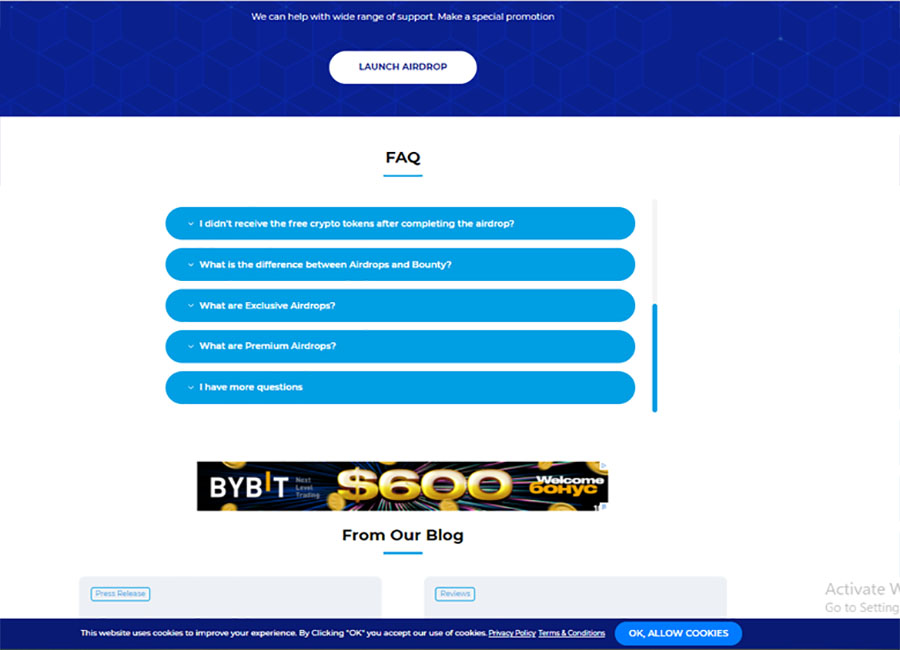 We can help with wide range of support. Make a special promotion
LAUNCH AIRDROP
FAQ
I didn't receive the free crypto tokens after completing the airdrop?
What is the difference between Airdrops and Bounty?
What are Exclusive Airdrops?
What are Premium Airdrops?
I have more questions
BYBIT
Next
Level
Trading
$600
Welcome
бонус
From Our Blog
Press Release
Reviews
Activate W
Go to Setting
This website uses cookies to improve your experience. By Clicking "OK" you accept our use of cookies. Privacy Policy Terms & Conditions
OK, ALLOW COOKIES